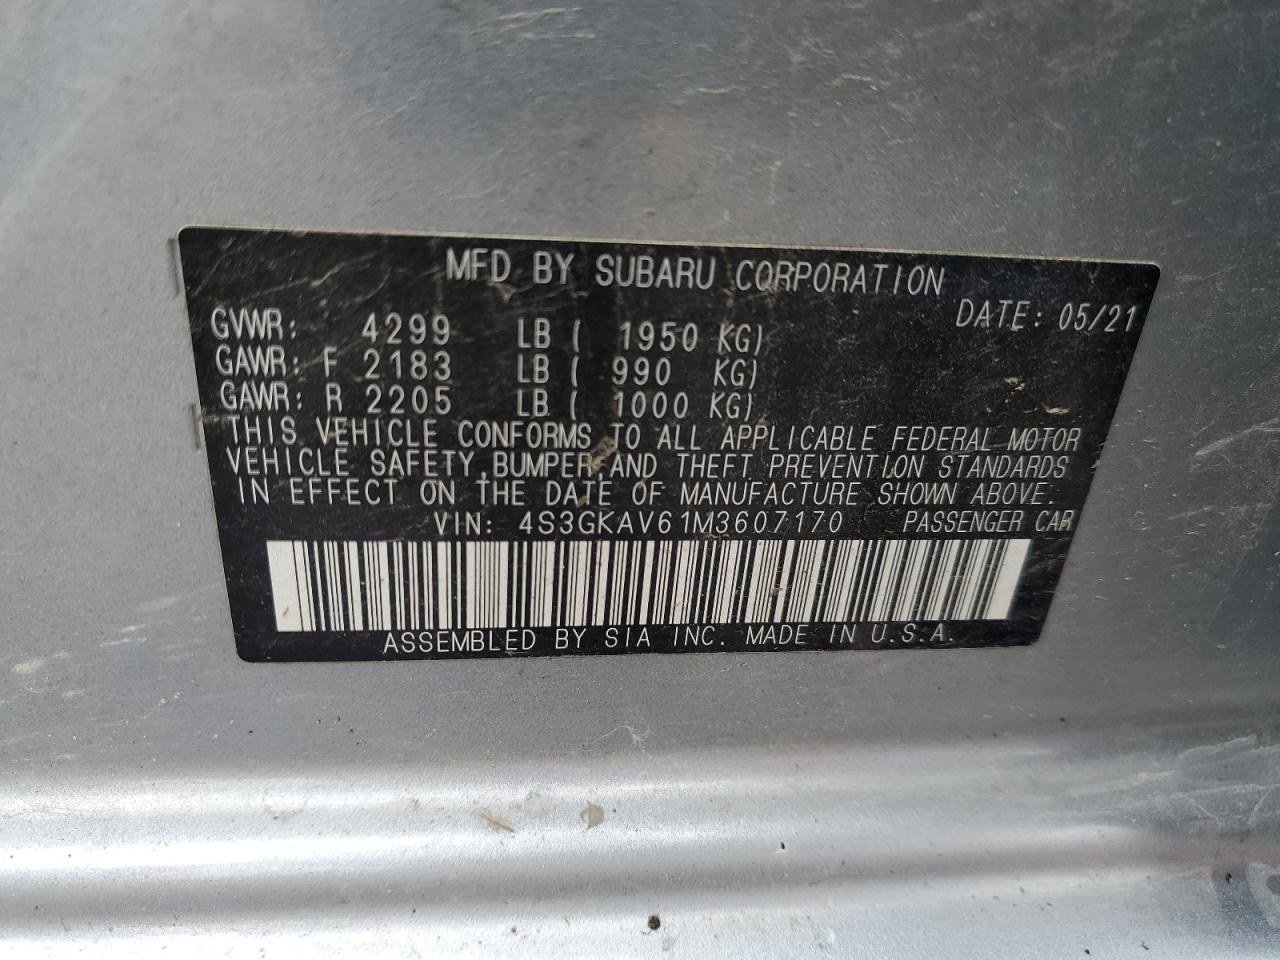 MFD BY SUBARU CORPORATION
DATE: 05/21
GVWR: 4299 LB ( 1950 KG)
GAWR: F 2183 LB ( 990 KG)
GAWR: R 2205 LB ( 1000 KG)
THIS VEHICLE CONFORMS TO ALL APPLICABLE FEDERAL MOTOR
VEHICLE SAFETY, BUMPER, AND THEFT PREVENTION STANDARDS
IN EFFECT ON THE DATE OF MANUFACTURE SHOWN ABOVE.
VIN: 4S3GKAV61M3607170 PASSENGER CAR
ASSEMBLED BY SIA INC. MADE IN U.S.A.